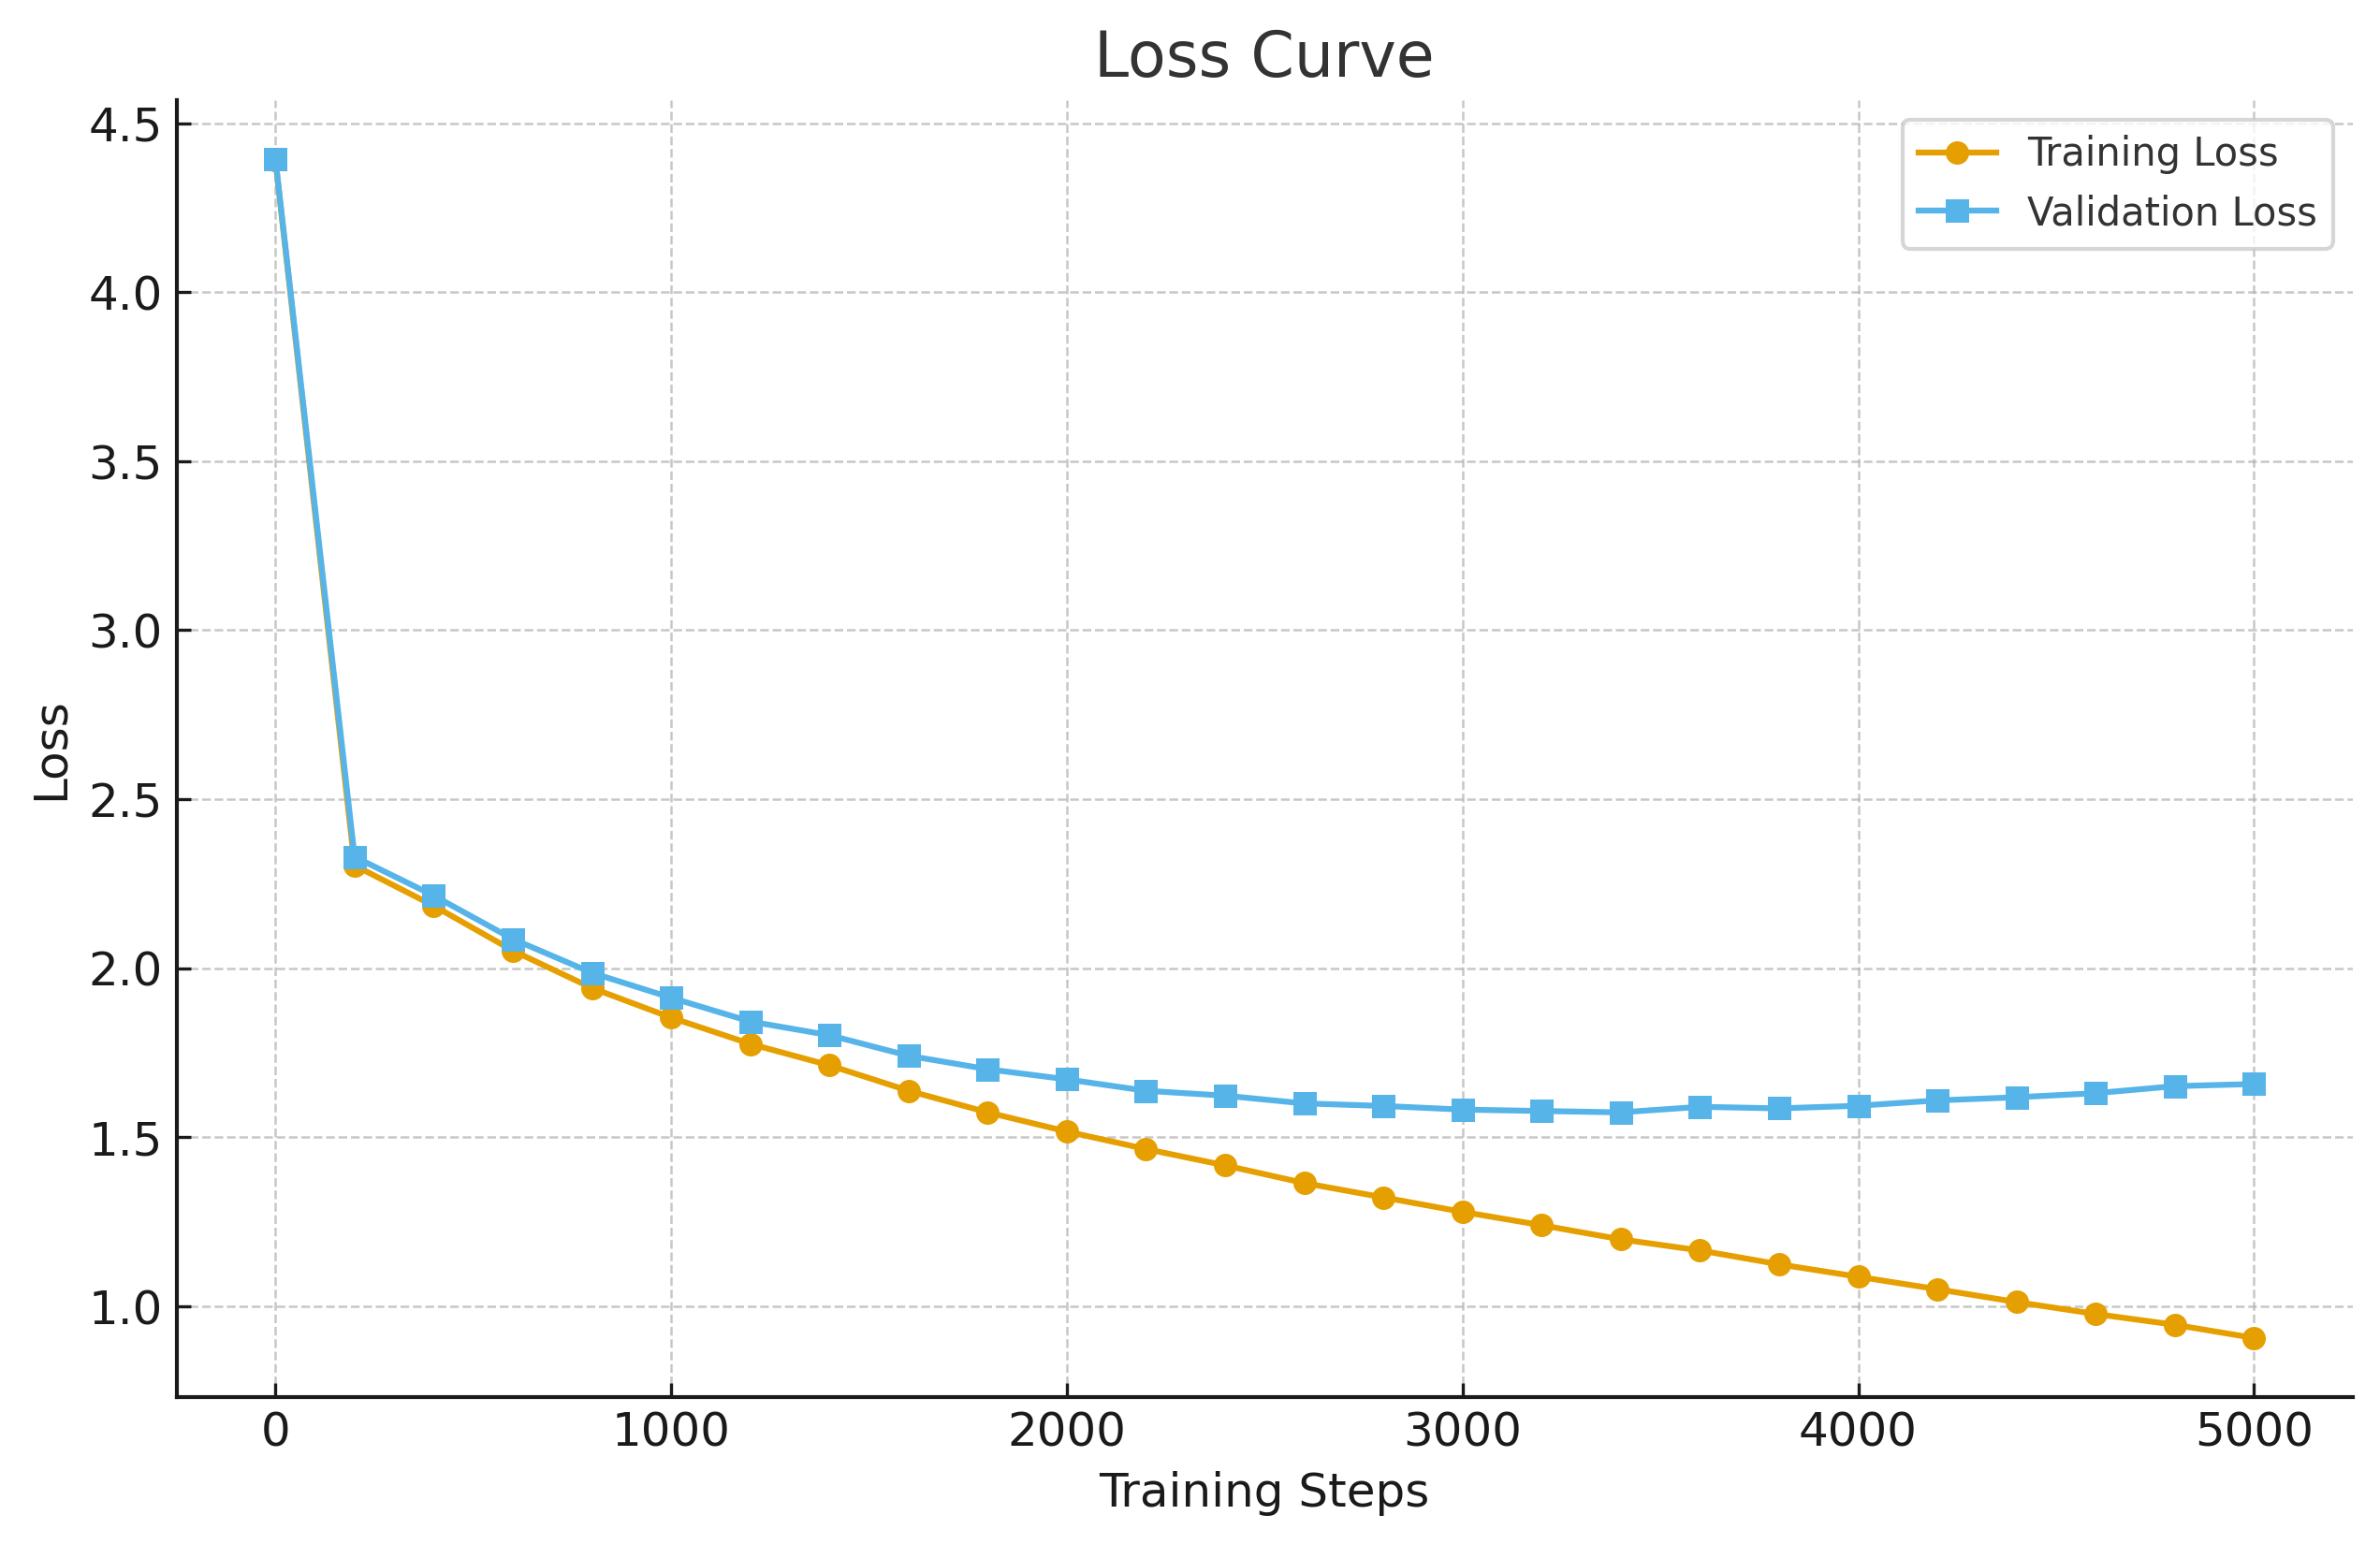 Loss Curve
Training Loss
Validation Loss
Loss
4.5
4.0
3.5
3.0
2.5
2.0
1.5
1.0
0 1000 2000 3000 4000 5000
Training Steps